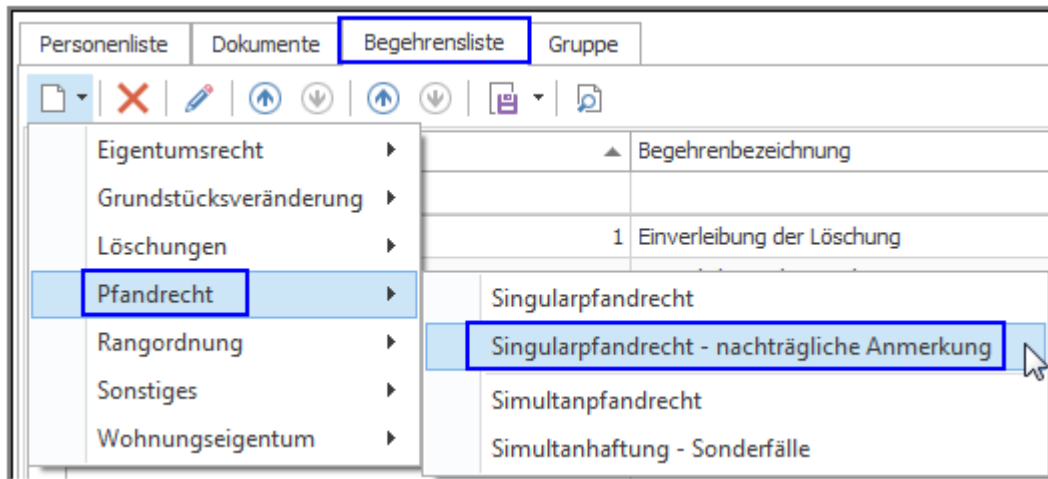 Personenliste Dokumente Begehrensliste Gruppe
Eigentumsrecht Begehrenbezeichnung
Grundstücksveränderung
Löschungen 1 Einverleibung der Löschung
Pfandrecht Singularpfandrecht
Rangordnung Singularpfandrecht - nachträgliche Anmerkung
Sonstiges Simultanpfandrecht
Wohnungseigentum Simultanhaftung - Sonderfälle